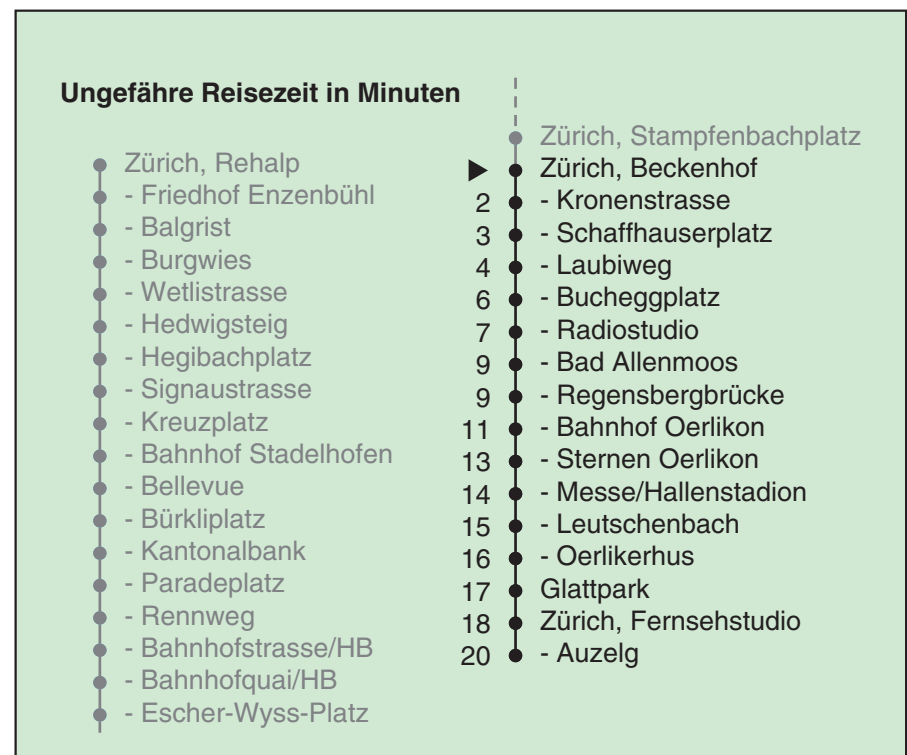 Ungefähre Reisezeit in Minuten
Zürich, Rehalp
- Friedhof Enzenbühl
- Balgrist
- Burgwies
- Wetlistrasse
- Hedwigsteig
- Hegibachplatz
- Signaustrasse
- Kreuzplatz
- Bahnhof Stadelhofen
- Bellevue
- Bürkliplatz
- Kantonalbank
- Paradeplatz
- Rennweg
- Bahnhofstrasse/HB
- Bahnhofquai/HB
- Escher-Wyss-Platz
Zürich, Stampfenbachplatz
Zürich, Beckenhof
2 - Kronenstrasse
3 - Schaffhauserplatz
4 - Laubiweg
6 - Bucheggplatz
7 - Radiostudio
9 - Bad Allenmoos
9 - Regensbergbrücke
11 - Bahnhof Oerlikon
13 - Sternen Oerlikon
14 - Messe/Hallenstadion
15 - Leutschenbach
16 - Oerlikerhus
17 Glattpark
18 Zürich, Fernsehstudio
20 - Auzelg